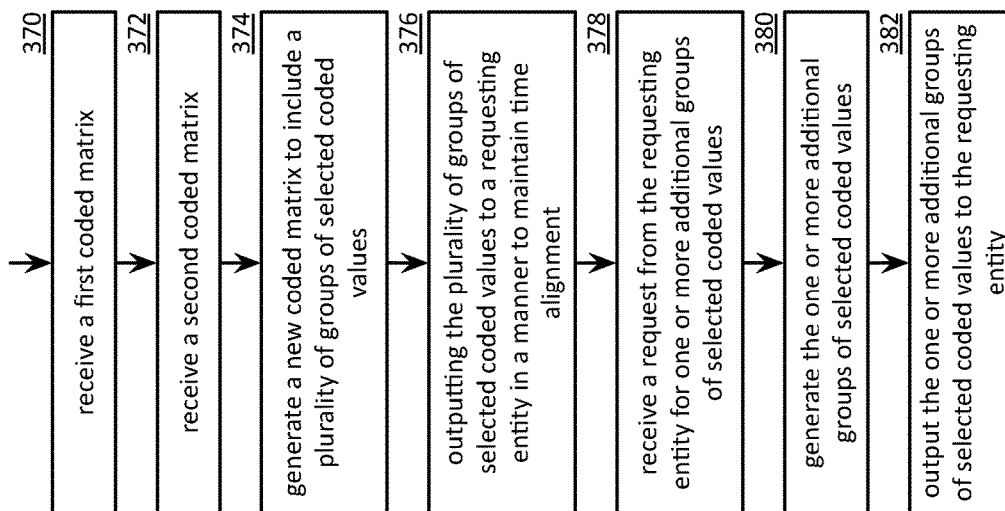 370
receive a first coded matrix
372
receive a second coded matrix
374
generate a new coded matrix to include a
plurality of groups of selected coded
values
376
outputting the plurality of groups of
selected coded values to a requesting
entity in a manner to maintain time
alignment
378
receive a request from the requesting
entity for one or more additional groups
of selected coded values
380
generate the one or more additional
groups of selected coded values
382
output the one or more additional groups
of selected coded values to the requesting
entity